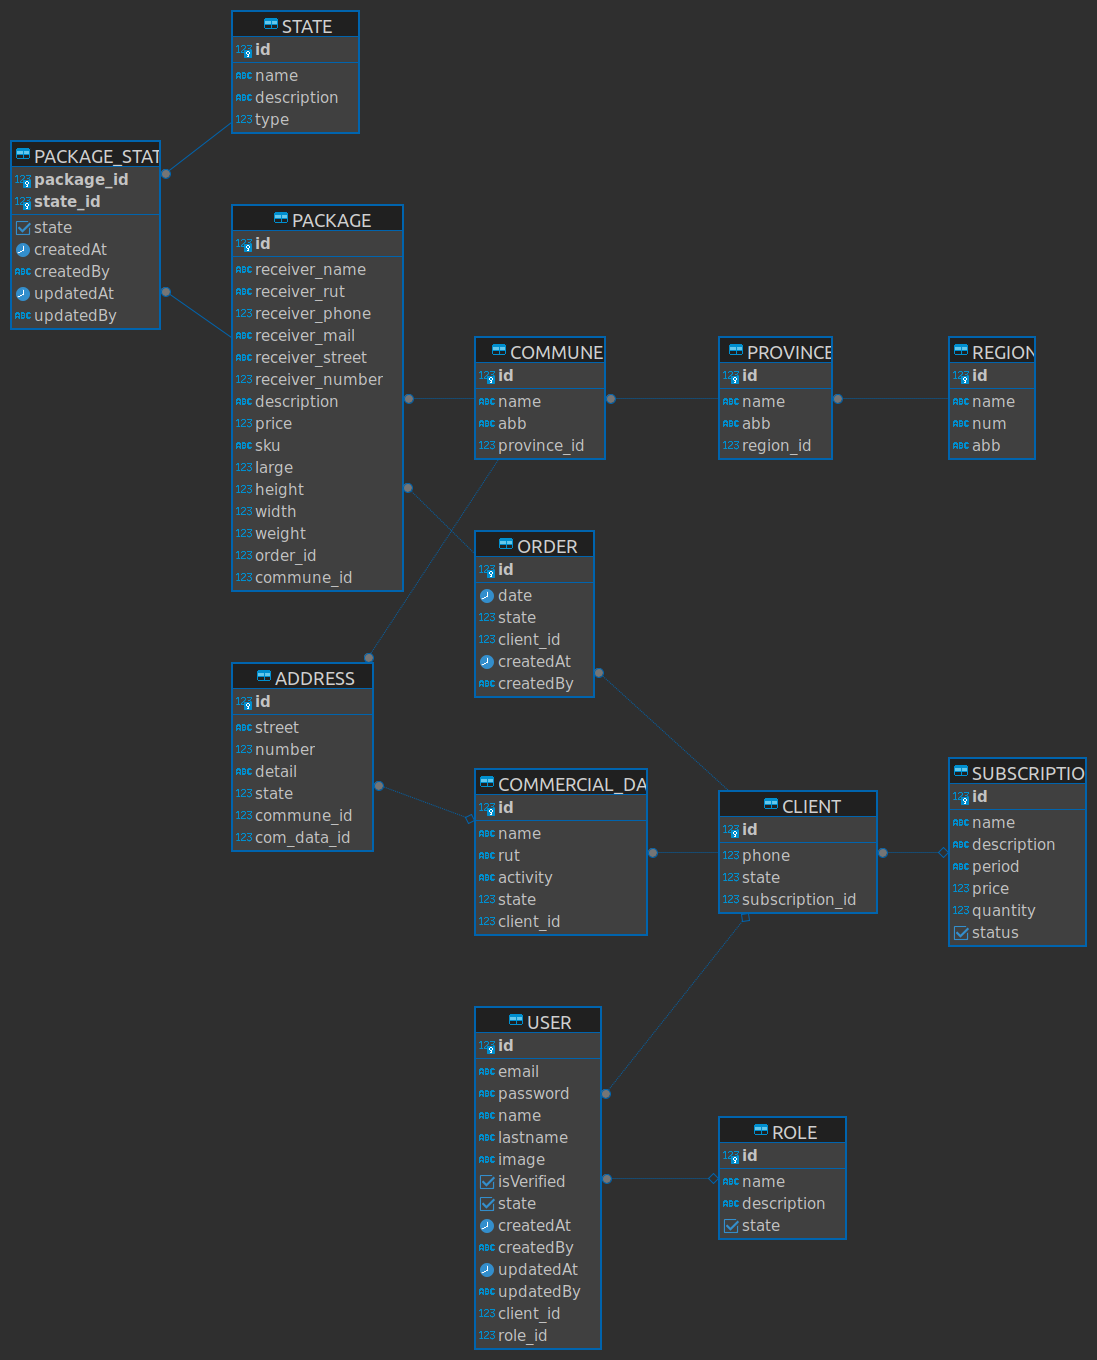 STATE
id
name
description
type
PACKAGE_STAT
package_id
state_id
state
createdAt
createdBy
updatedAt
updatedBy
PACKAGE
id
receiver_name
receiver_rut
receiver_phone
receiver_mail
receiver_street
receiver_number
description
price
sku
large
height
width
weight
order_id
commune_id
COMMUNE
id
name
abb
province_id
PROVINCE
id
name
abb
region_id
REGION
id
name
num
abb
ORDER
id
date
state
client_id
createdAt
createdBy
ADDRESS
id
street
number
detail
state
commune_id
com_data_id
COMMERCIAL_DA
id
name
rut
activity
state
client_id
CLIENT
id
phone
state
subscription_id
SUBSCRIPTIO
id
name
description
period
price
quantity
status
USER
id
email
password
name
lastname
image
isVerified
state
createdAt
createdBy
updatedAt
updatedBy
client_id
role_id
ROLE
id
name
description
state